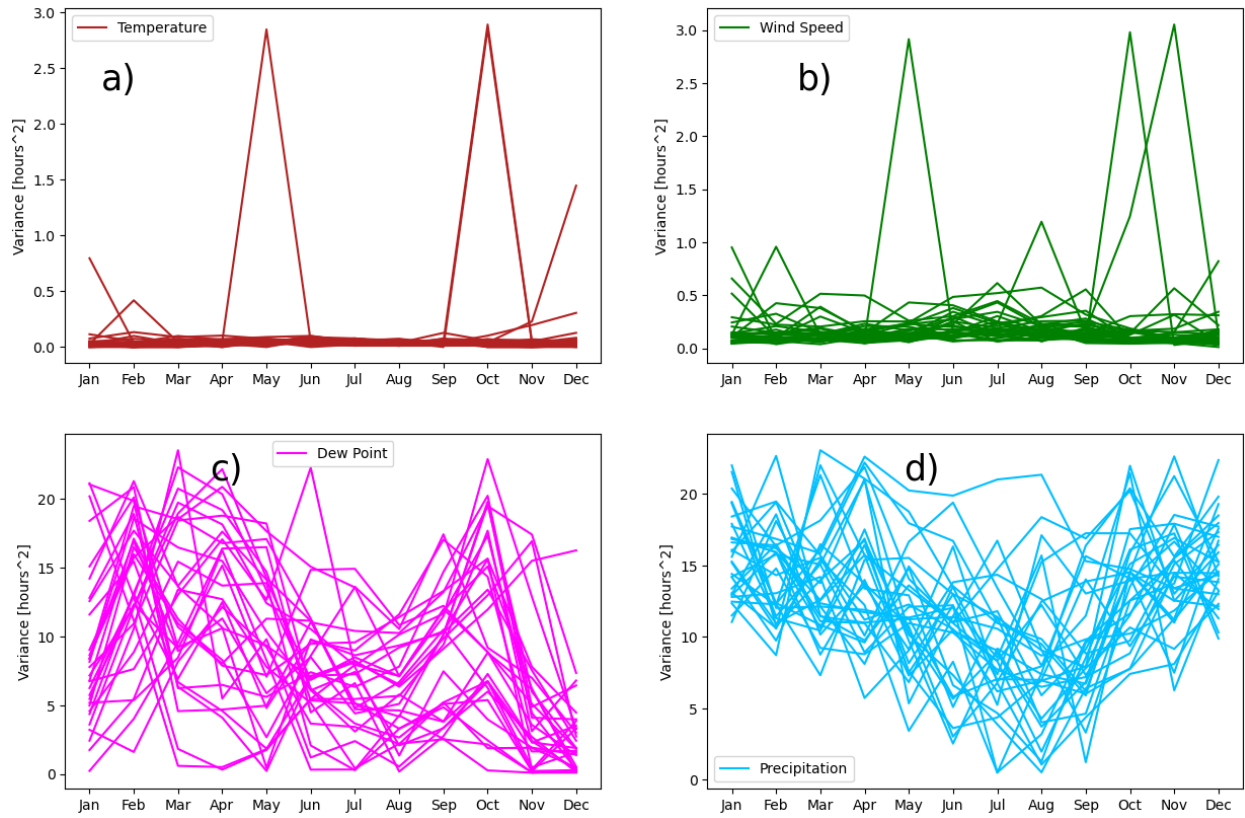 Temperature
a)
Variance [hours^2]
3.0
2.5
2.0
1.5
1.0
0.5
0.0
Jan Feb Mar Apr May Jun Jul Aug Sep Oct Nov Dec
Wind Speed
b)
Variance [hours^2]
3.0
2.5
2.0
1.5
1.0
0.5
0.0
Jan Feb Mar Apr May Jun Jul Aug Sep Oct Nov Dec
Dew Point
c)
Variance [hours^2]
20
15
10
5
0
Jan Feb Mar Apr May Jun Jul Aug Sep Oct Nov Dec
d)
Variance [hours^2]
20
15
10
5
0
Precipitation
Jan Feb Mar Apr May Jun Jul Aug Sep Oct Nov Dec